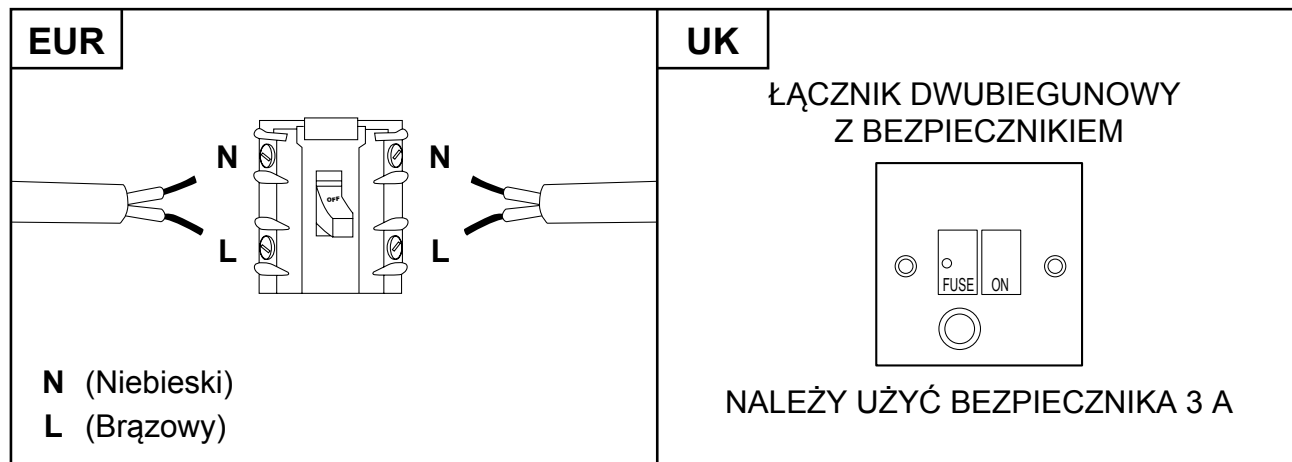 EUR
N N
OFF
L L
N (Niebieski)
L (Brązowy)
UK
ŁĄCZNIK DWUBIEGUNOWY
Z BEZPIECZNIKIEM
FUSE ON
NALEŻY UŻYĆ BEZPIECZNIKA 3 A